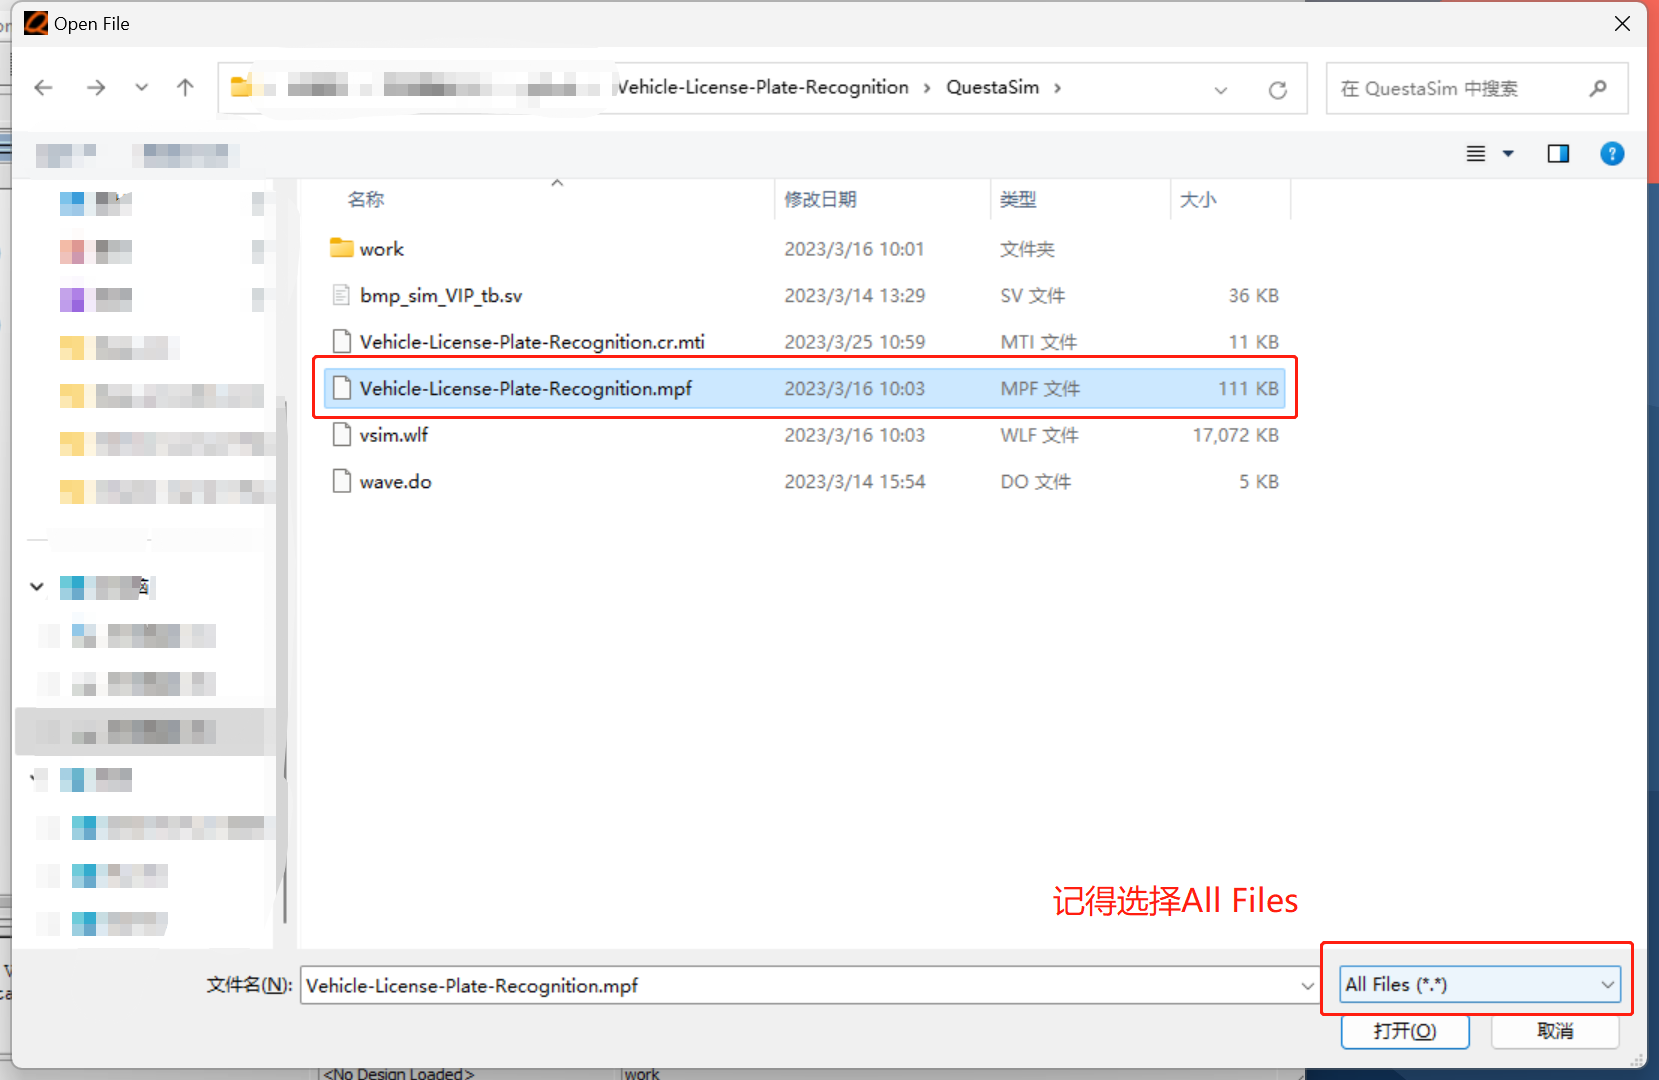 Open File
Vehicle-License-Plate-Recognition › QuestaSim ›
在 QuestaSim 中搜索
名称 修改日期 类型 大小
work 2023/3/16 10:01 文件夹
bmp_sim_VIP_tb.sv 2023/3/14 13:29 SV 文件 36 KB
Vehicle-License-Plate-Recognition.cr.mti 2023/3/25 10:59 MTI 文件 11 KB
Vehicle-License-Plate-Recognition.mpf 2023/3/16 10:03 MPF 文件 111 KB
vsim.wlf 2023/3/16 10:03 WLF 文件 17,072 KB
wave.do 2023/3/14 15:54 DO 文件 5 KB
记得选择All Files
文件名(N): Vehicle-License-Plate-Recognition.mpf All Files (*.*)
打开(O) 取消
<No Design Loaded> work